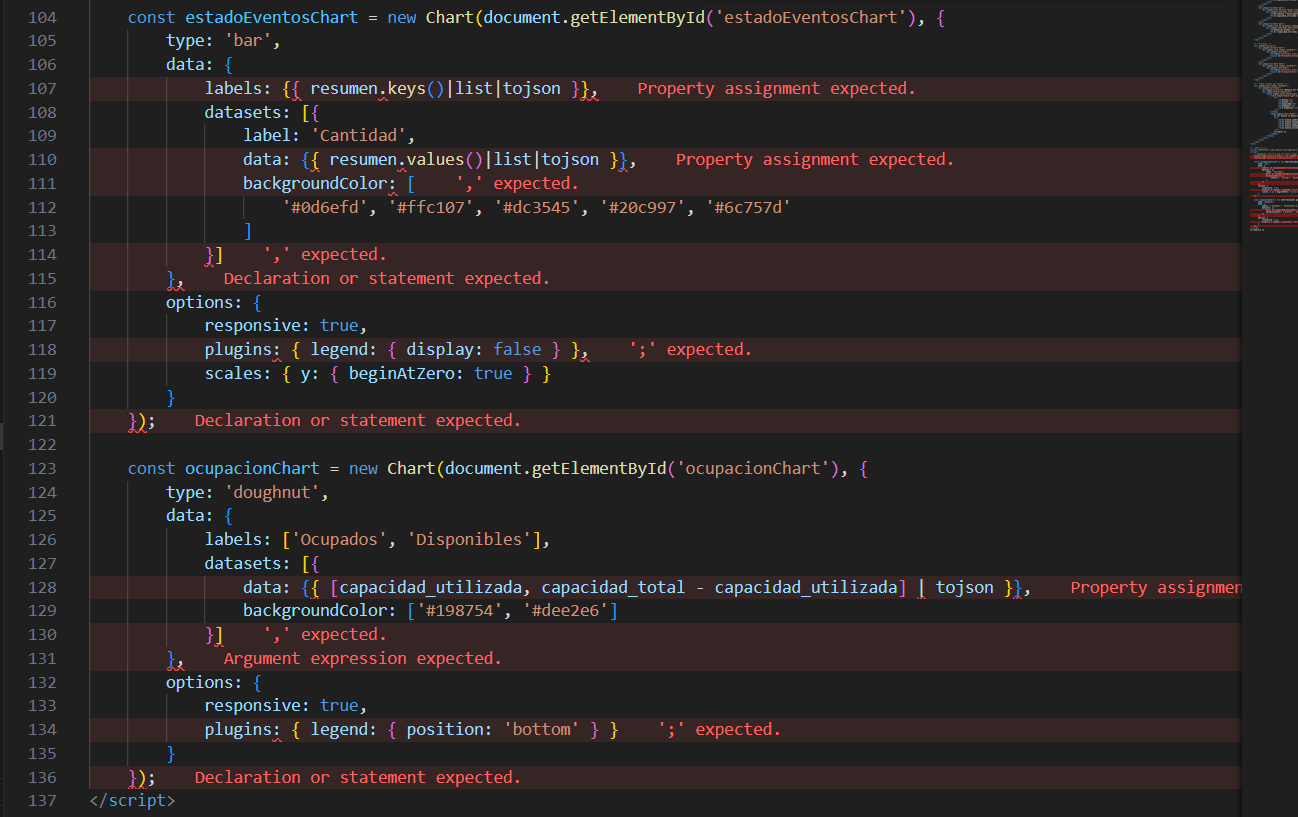 104 const estadoEventosChart = new Chart(document.getElementById('estadoEventosChart'), {
105 type: 'bar',
106 data: {
107 labels: {{ resumen.keys()|list|tojson }}, Property assignment expected.
108 datasets: [{
109 label: 'Cantidad',
110 data: {{ resumen.values()|list|tojson }}, Property assignment expected.
111 backgroundColor: [ ',' expected.
112 '#0d6efd', '#ffc107', '#dc3545', '#20c997', '#6c757d'
113 ]
114 }] ',' expected.
115 }, Declaration or statement expected.
116 options: {
117 responsive: true,
118 plugins: { legend: { display: false } }, ';' expected.
119 scales: { y: { beginAtZero: true } }
120 }
121 }); Declaration or statement expected.
122
123 const ocupacionChart = new Chart(document.getElementById('ocupacionChart'), {
124 type: 'doughnut',
125 data: {
126 labels: ['Ocupados', 'Disponibles'],
127 datasets: [{
128 data: {{ [capacidad_utilizada, capacidad_total - capacidad_utilizada] | tojson }}, Property assignmen
129 backgroundColor: ['#198754', '#dee2e6']
130 }] ',' expected.
131 }, Argument expression expected.
132 options: {
133 responsive: true,
134 plugins: { legend: { position: 'bottom' } } ';' expected.
135 }
136 }); Declaration or statement expected.
137 </script>